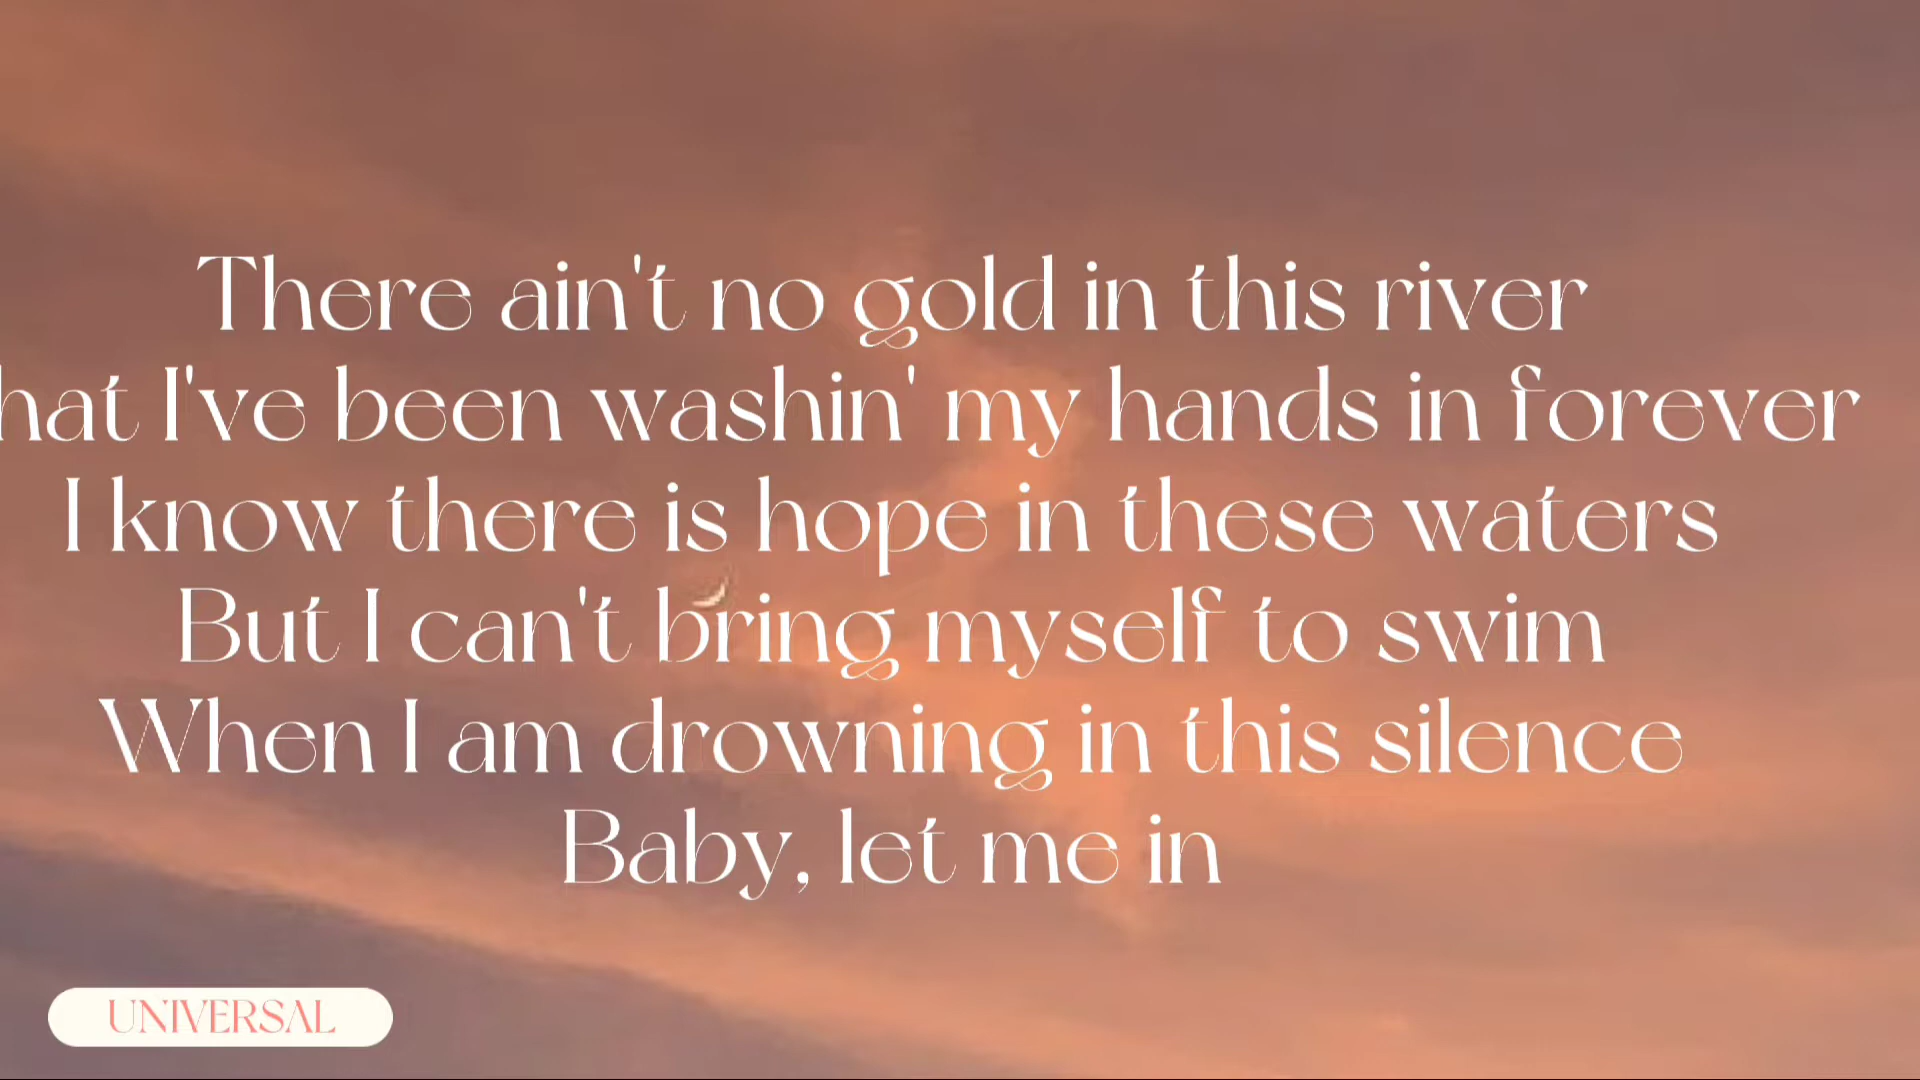 There ain't no gold in this river
hat I've been washin' my hands in forever
I know there is hope in these waters
But I can't bring myself to swim
When I am drowning in this silence
Baby, let me in
UNIVERSAL